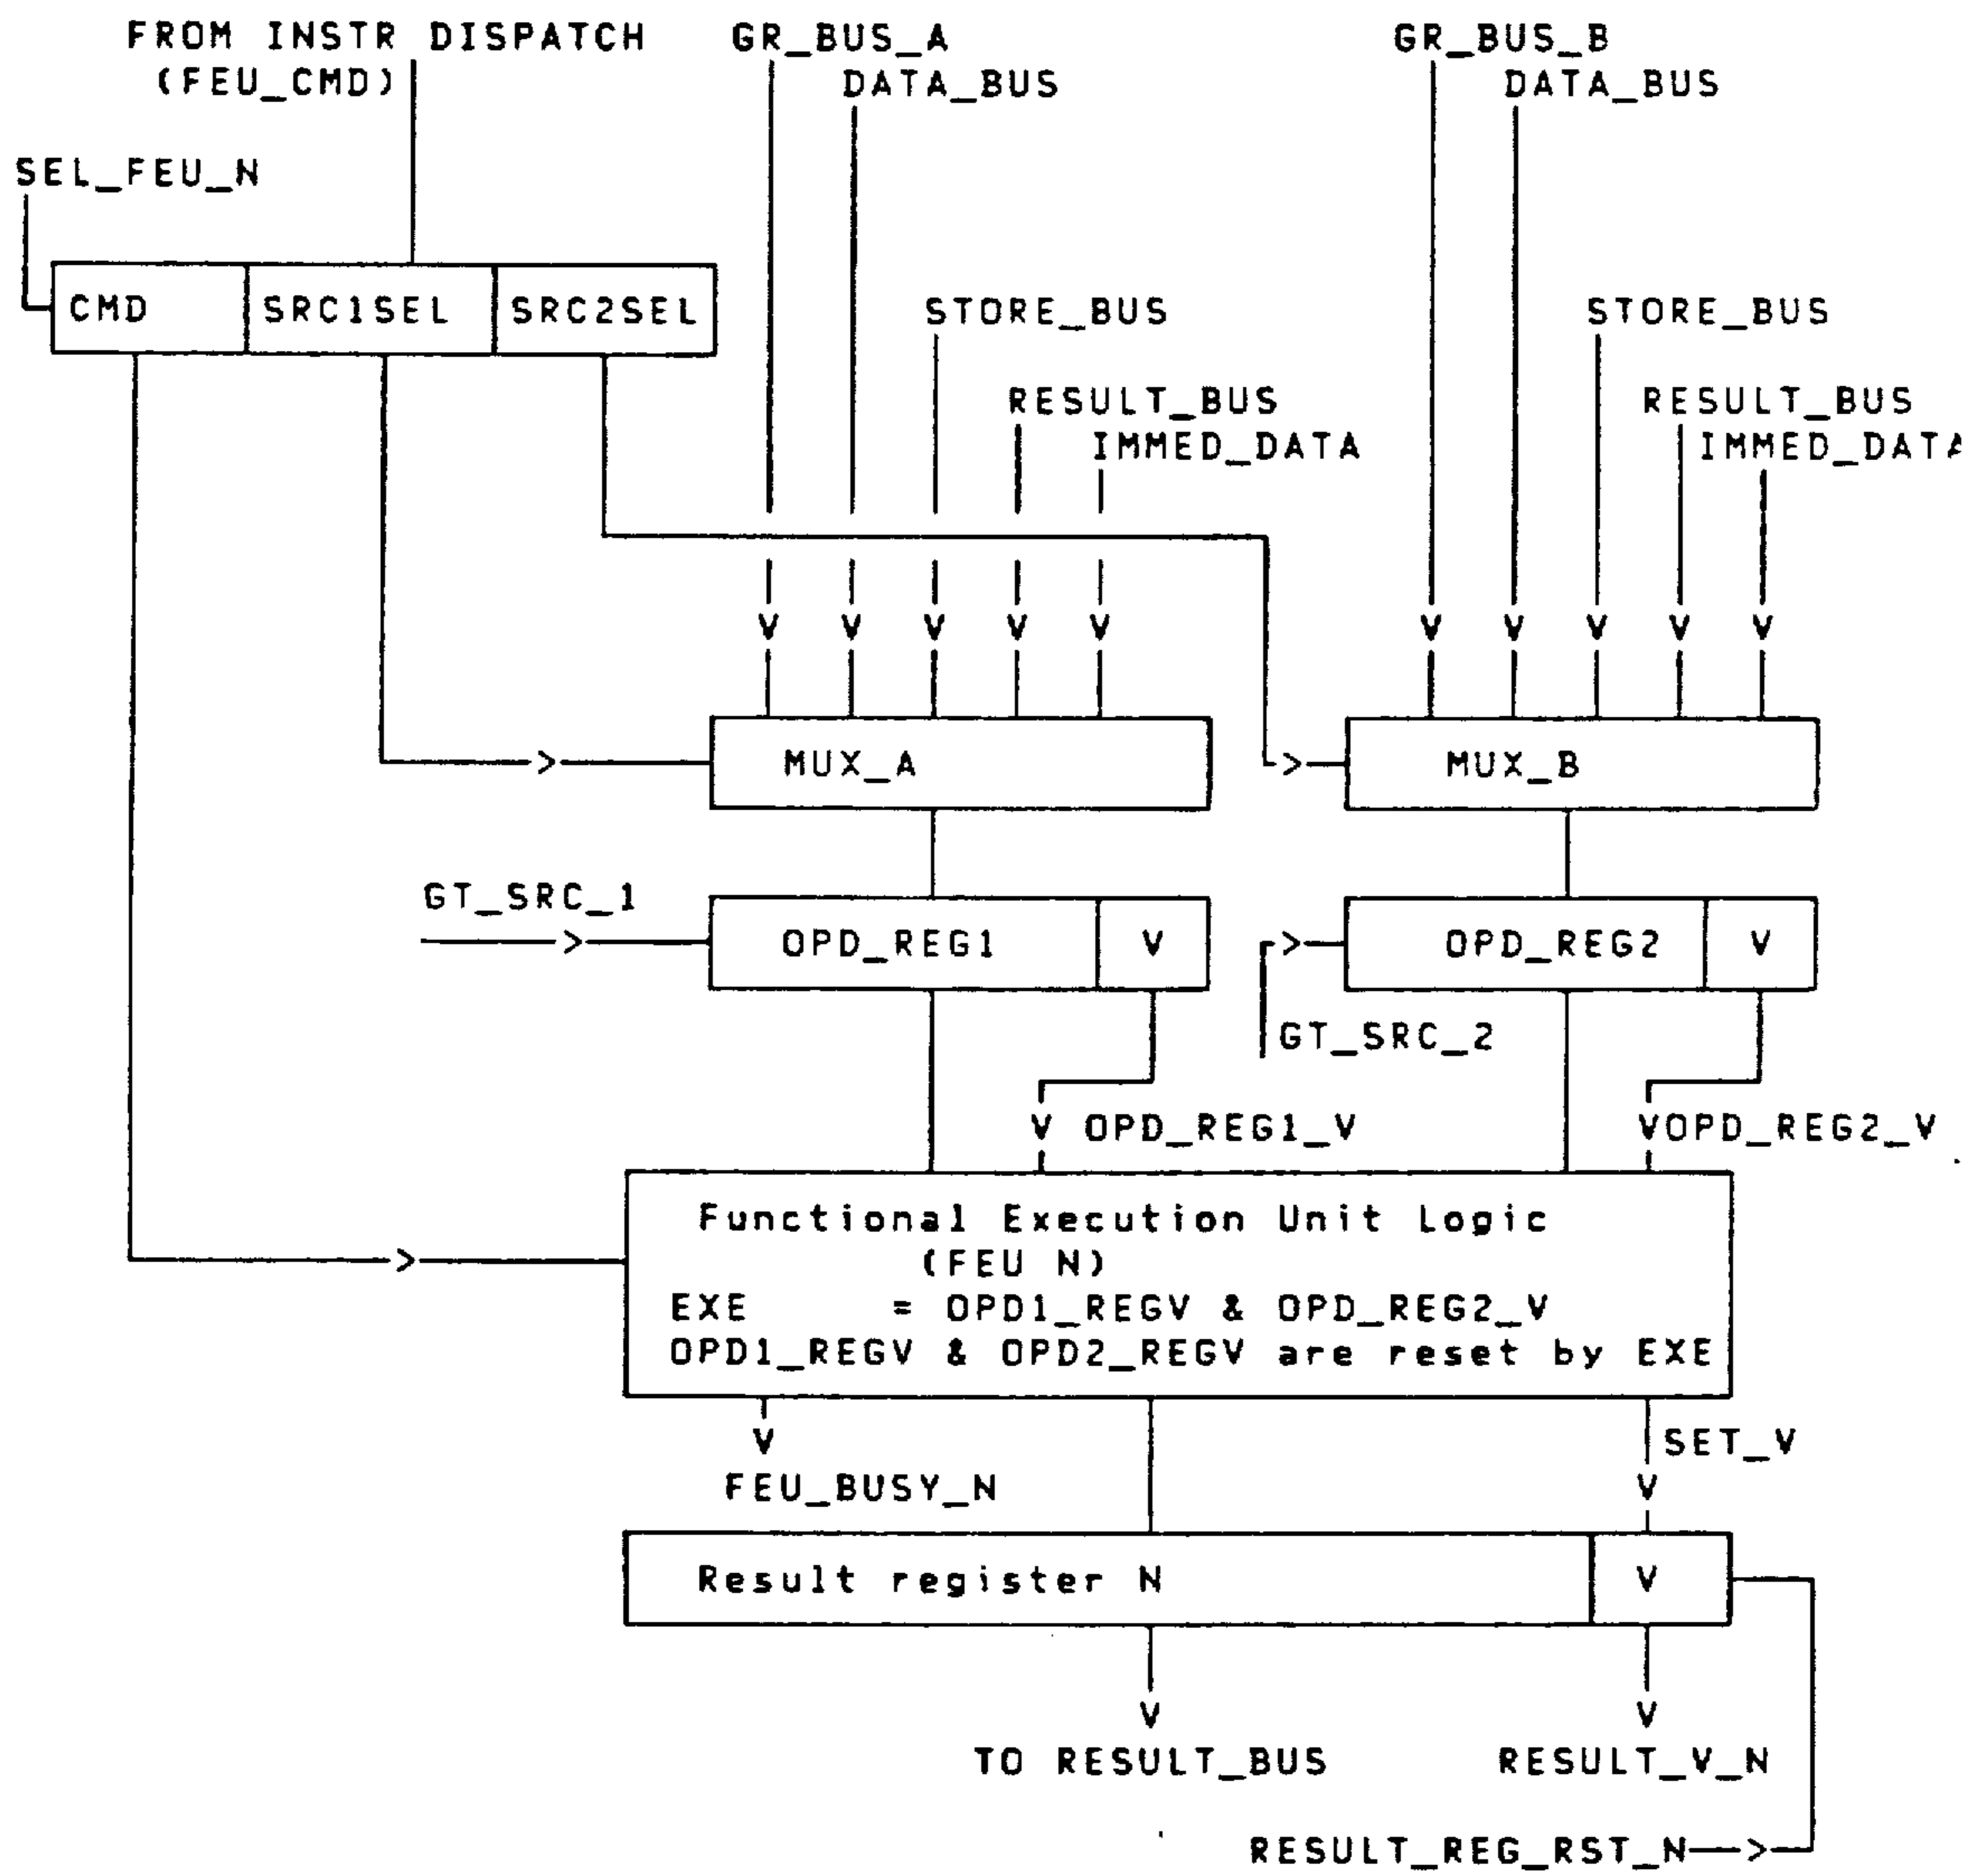 FROM INSTR DISPATCH
(FEU_CMD)
GR_BUS_A
DATA_BUS
GR_BUS_B
DATA_BUS
SEL_FEU_N
CMD
SRC1SEL
SRC2SEL
STORE_BUS
RESULT_BUS
IMMED_DATA
STORE_BUS
RESULT_BUS
IMMED_DATA
V V V V V
V V V V V
> MUX_A
> MUX_B
GT_SRC_1
> OPD_REG1 V
> OPD_REG2 V
GT_SRC_2
V OPD_REG1_V
VOPD_REG2_V
Functional Execution Unit Logic
(FEU N)
EXE = OPD1_REGV & OPD_REG2_V
OPD1_REGV & OPD2_REGV are reset by EXE
>
V
FEU_BUSY_N
SET_V
V
Result register N V
V V
TO RESULT_BUS
RESULT_V_N
RESULT_REG_RST_N—>